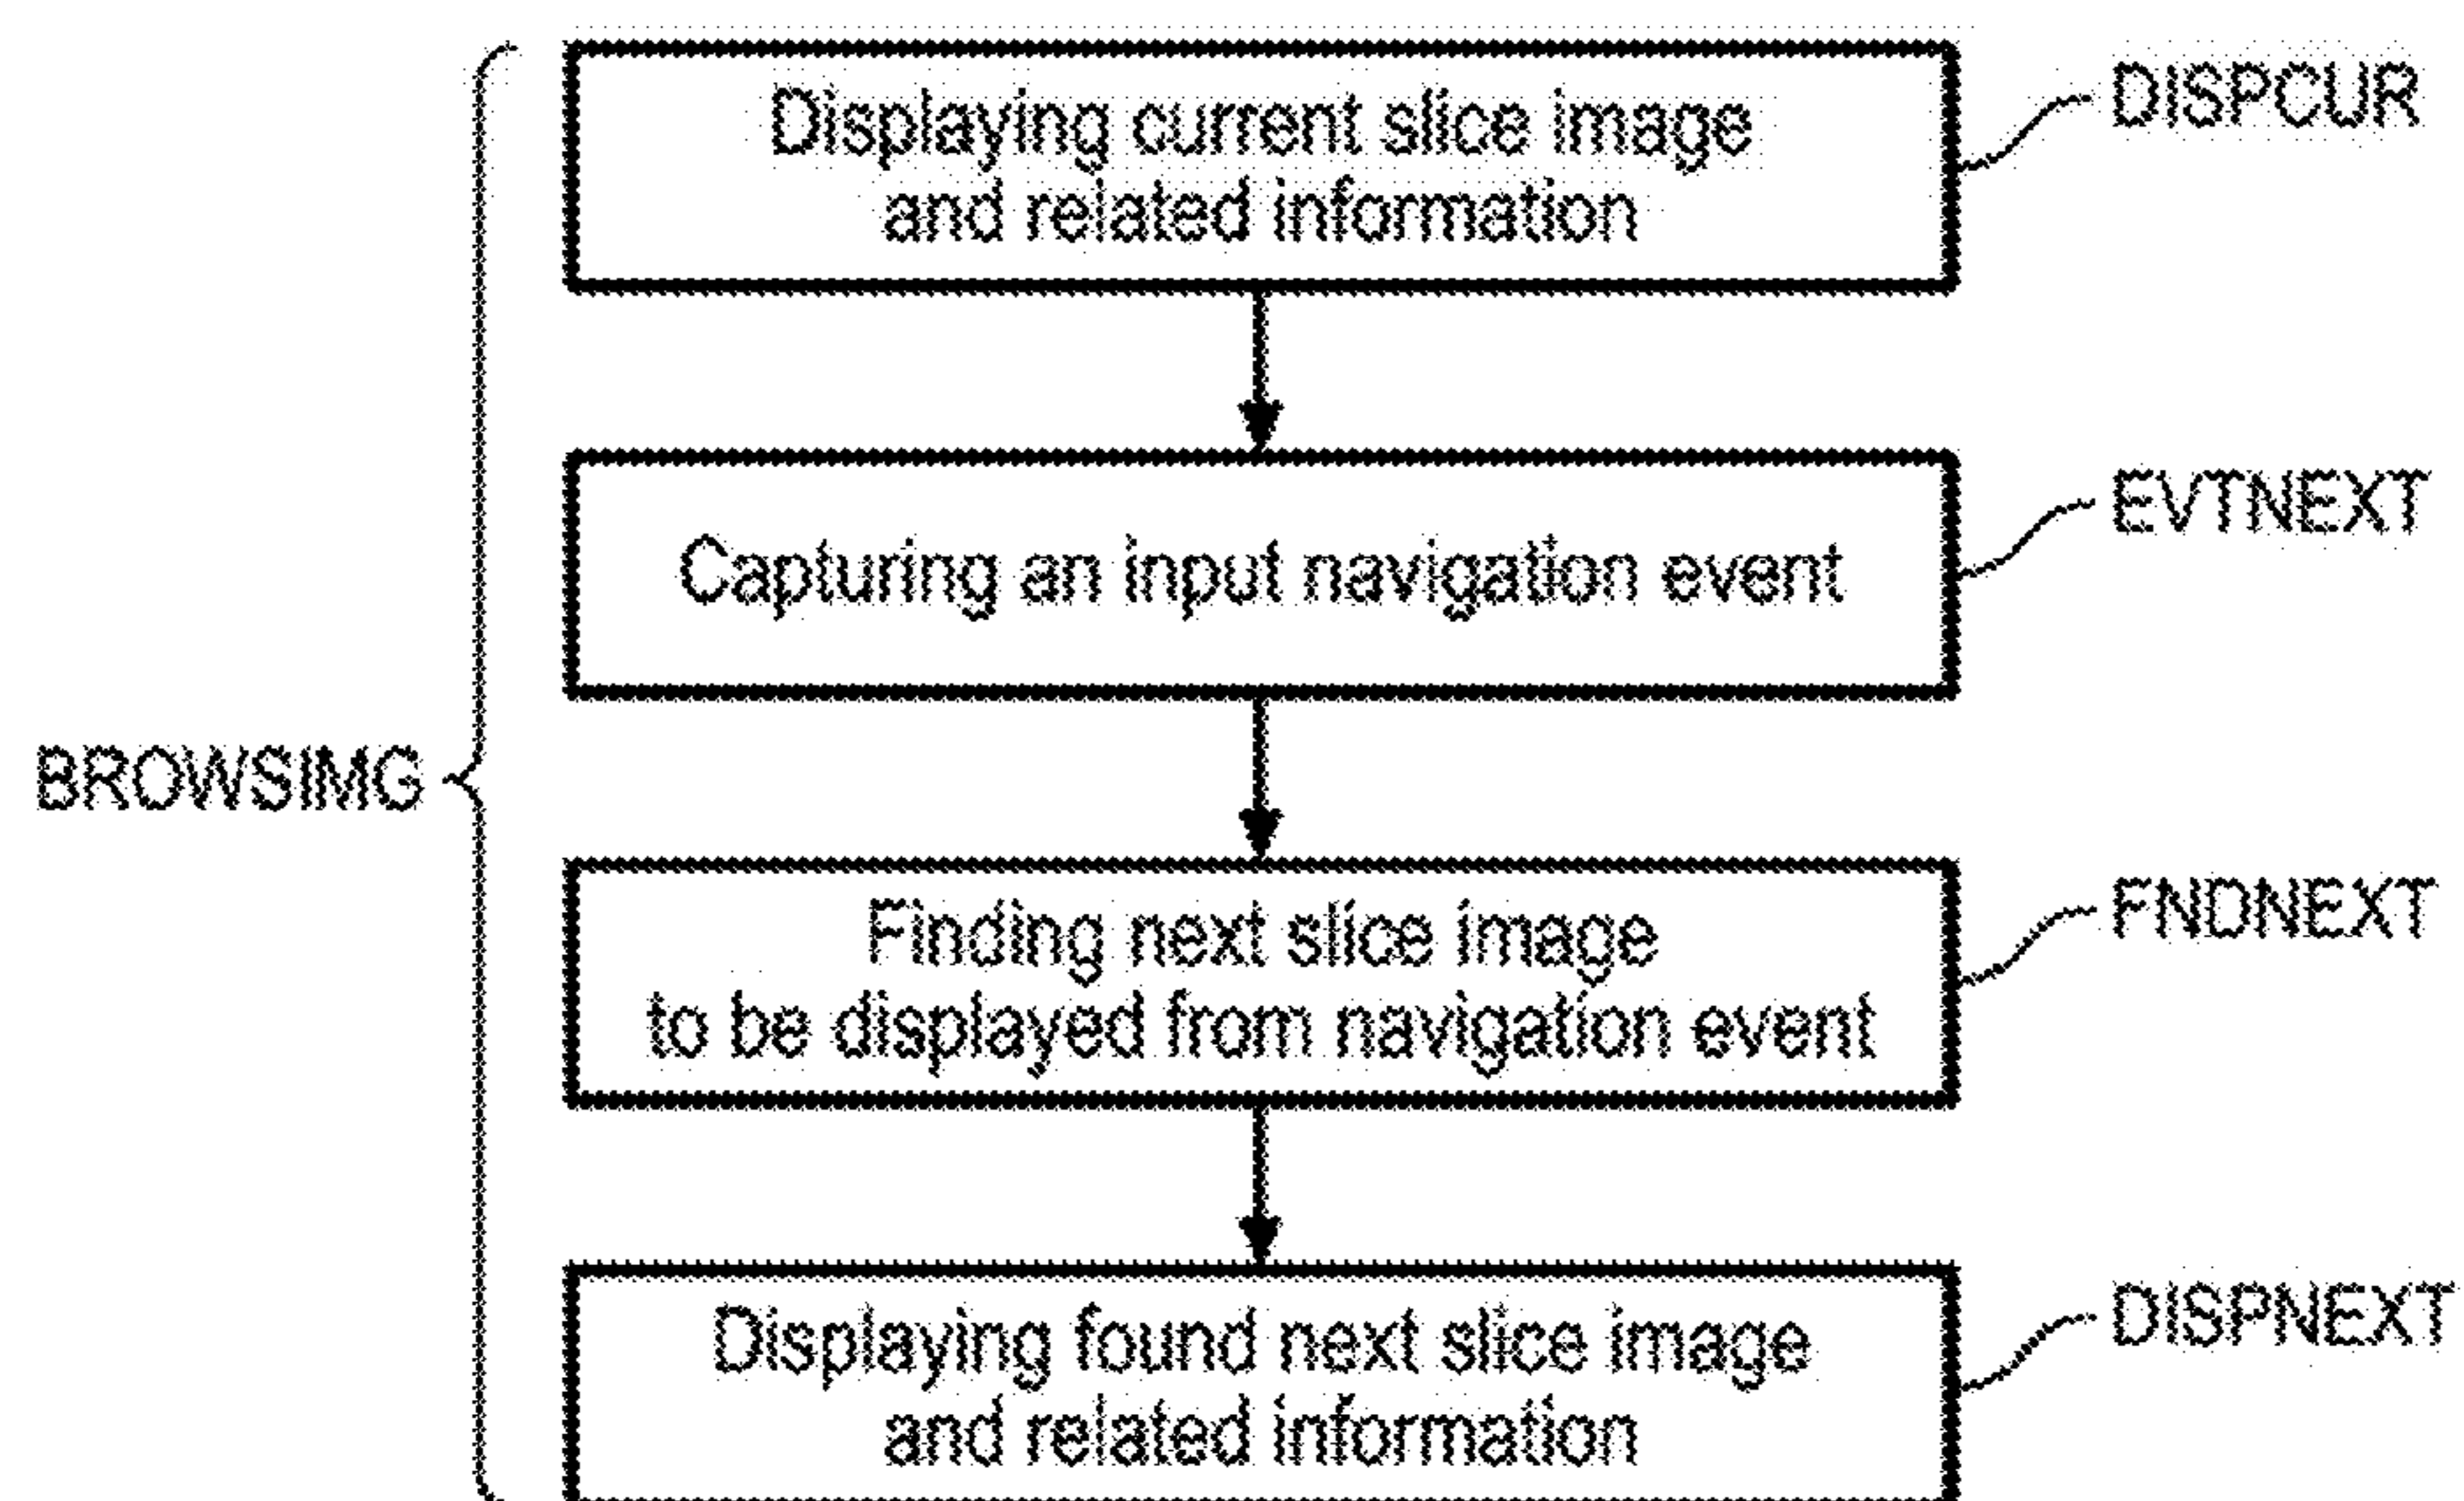 Displaying current slice image
and related information
DISPCUR
Capturing an input navigation event
EVTNEXT
BROWSIMG
Finding next slice image
to be displayed from navigation event
FNDNEXT
Displaying found next slice image
and related information
DISPNEXT